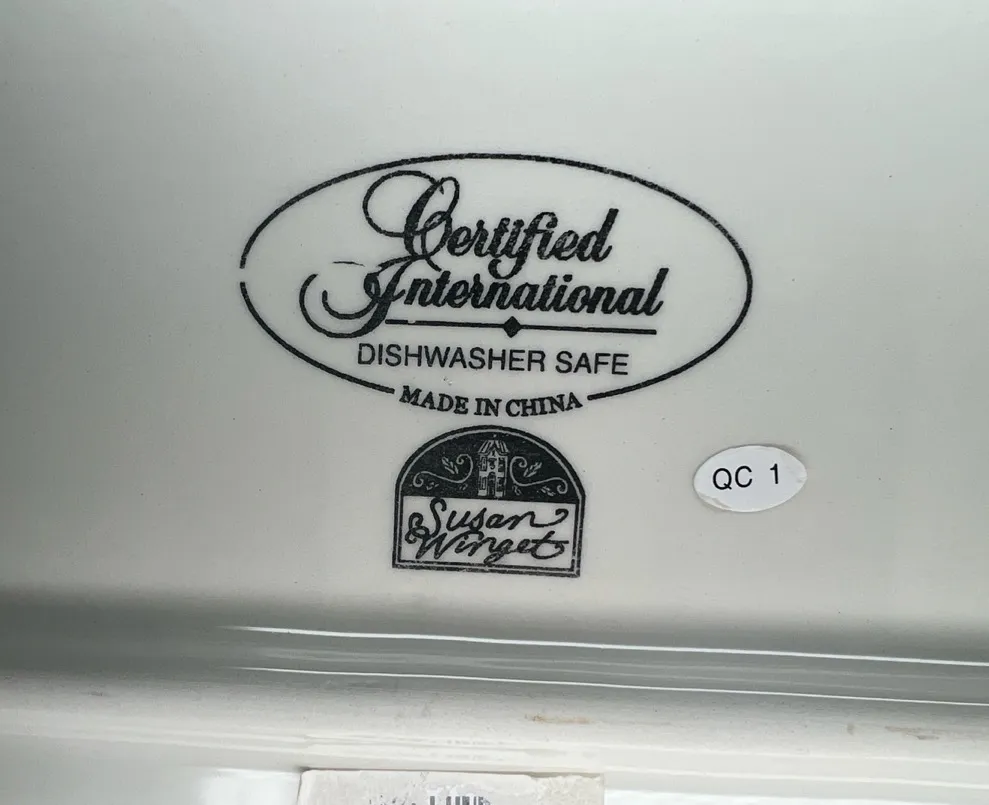 Certified
International
DISHWASHER SAFE
MADE IN CHINA
QC 1
Susan
Winget